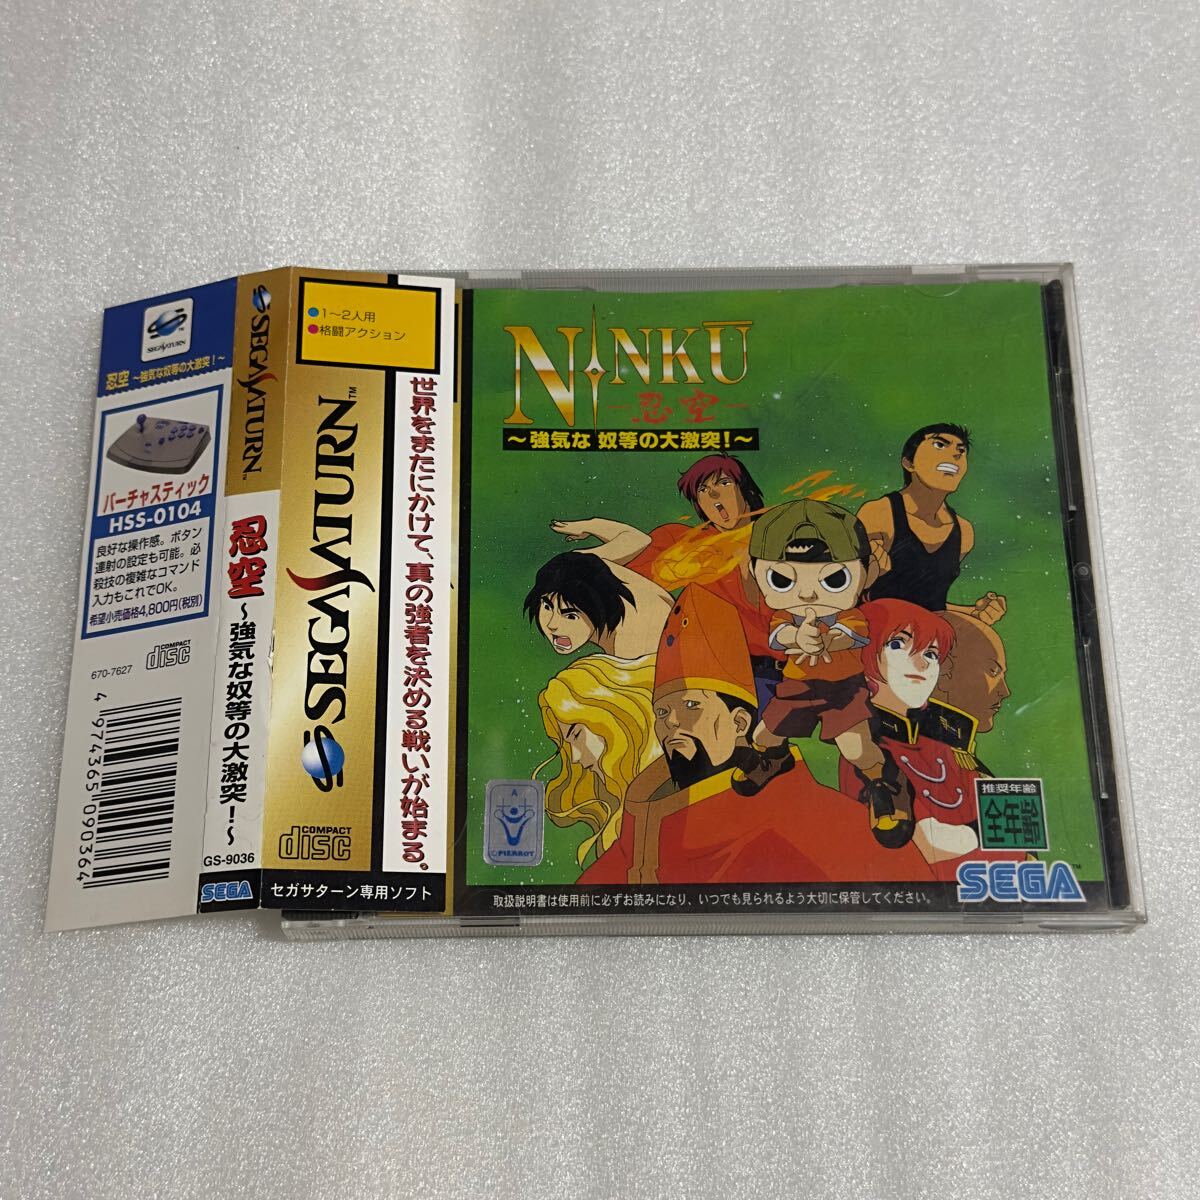 SEGA SATURN™
忍空 ～強気な奴等の大激突！～
バーチャスティック
HSS-0104
良好な操作感。ボタン
連射の設定も可能。必
殺技の複雑なコマンド
入力もこれでOK。
希望小売価格4,800円(税別)
670-7627
COMPACT
disc
4974365090364
SEGA SATURN™
忍空
～強気な奴等の大激突！～
GS-9036
SEGA
●1～2人用
●格闘アクション
SEGA SATURN™
世界をまたにかけて、真の強者を決める戦いが始まる。
COMPACT
disc
セガサターン専用ソフト
NINKŪ
－忍空－
～強気な 奴等の大激突！～
A
©PIERROT
推奨年齢
全年齢
SEGA™
取扱説明書は使用前に必ずお読みになり、いつでも見られるよう大切に保管してください。